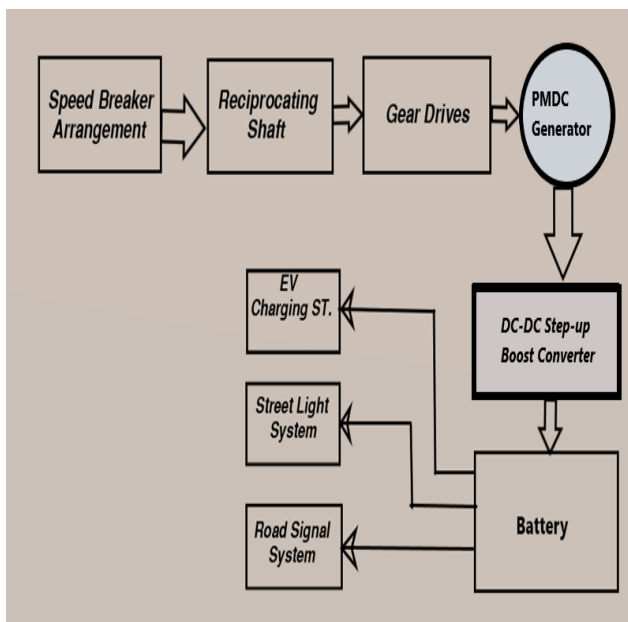 Speed Breaker
Arrangement
Reciprocating
Shaft
Gear Drives
PMDC
Generator
EV
Charging ST.
DC-DC Step-up
Boost Converter
Street Light
System
Battery
Road Signal
System